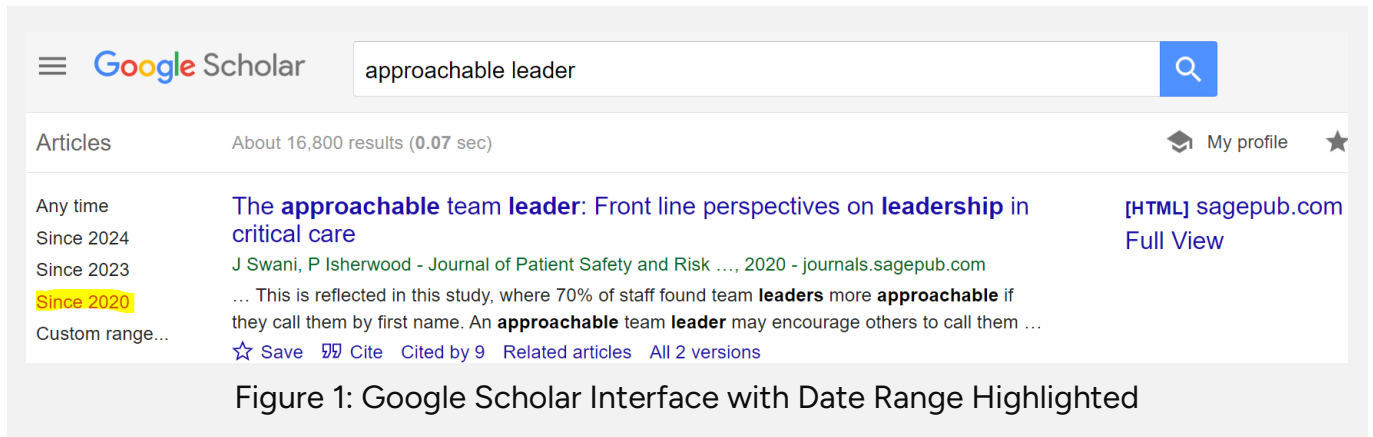 Google Scholar
approachable leader
Articles
About 16,800 results (0.07 sec)
My profile
Any time
Since 2024
Since 2023
Since 2020
Custom range...
The approachable team leader: Front line perspectives on leadership in
critical care
J Swani, P Isherwood - Journal of Patient Safety and Risk …, 2020 - journals.sagepub.com
… This is reflected in this study, where 70% of staff found team leaders more approachable if
they call them by first name. An approachable team leader may encourage others to call them …
Save Cite Cited by 9 Related articles All 2 versions
[HTML] sagepub.com
Full View
Figure 1: Google Scholar Interface with Date Range Highlighted